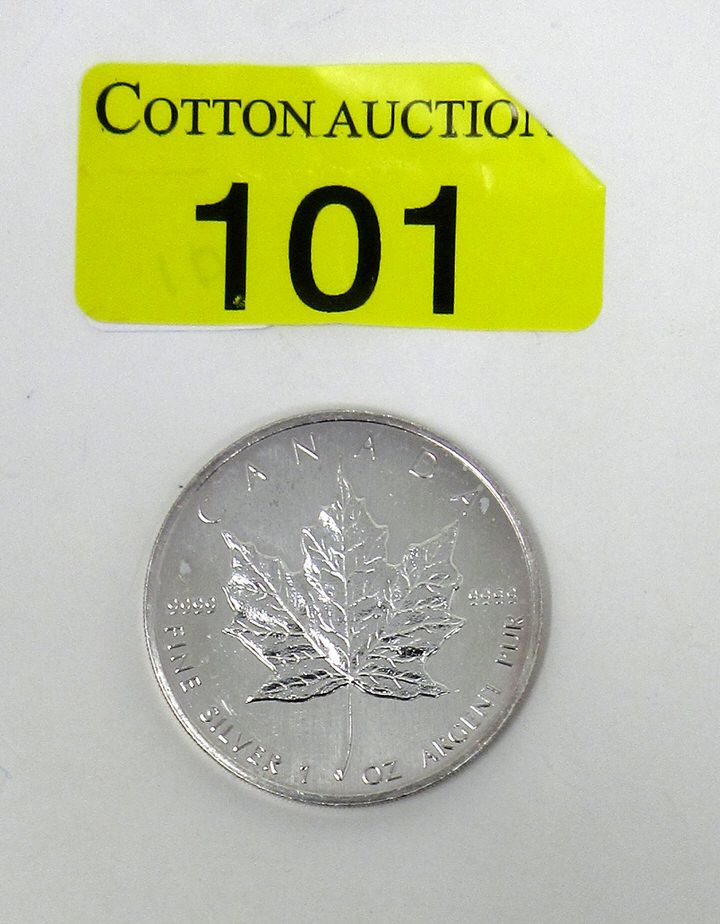 COTTON AUCTION
101
CANADA
9999 9999
FINE SILVER 1 OZ ARGENT PUR